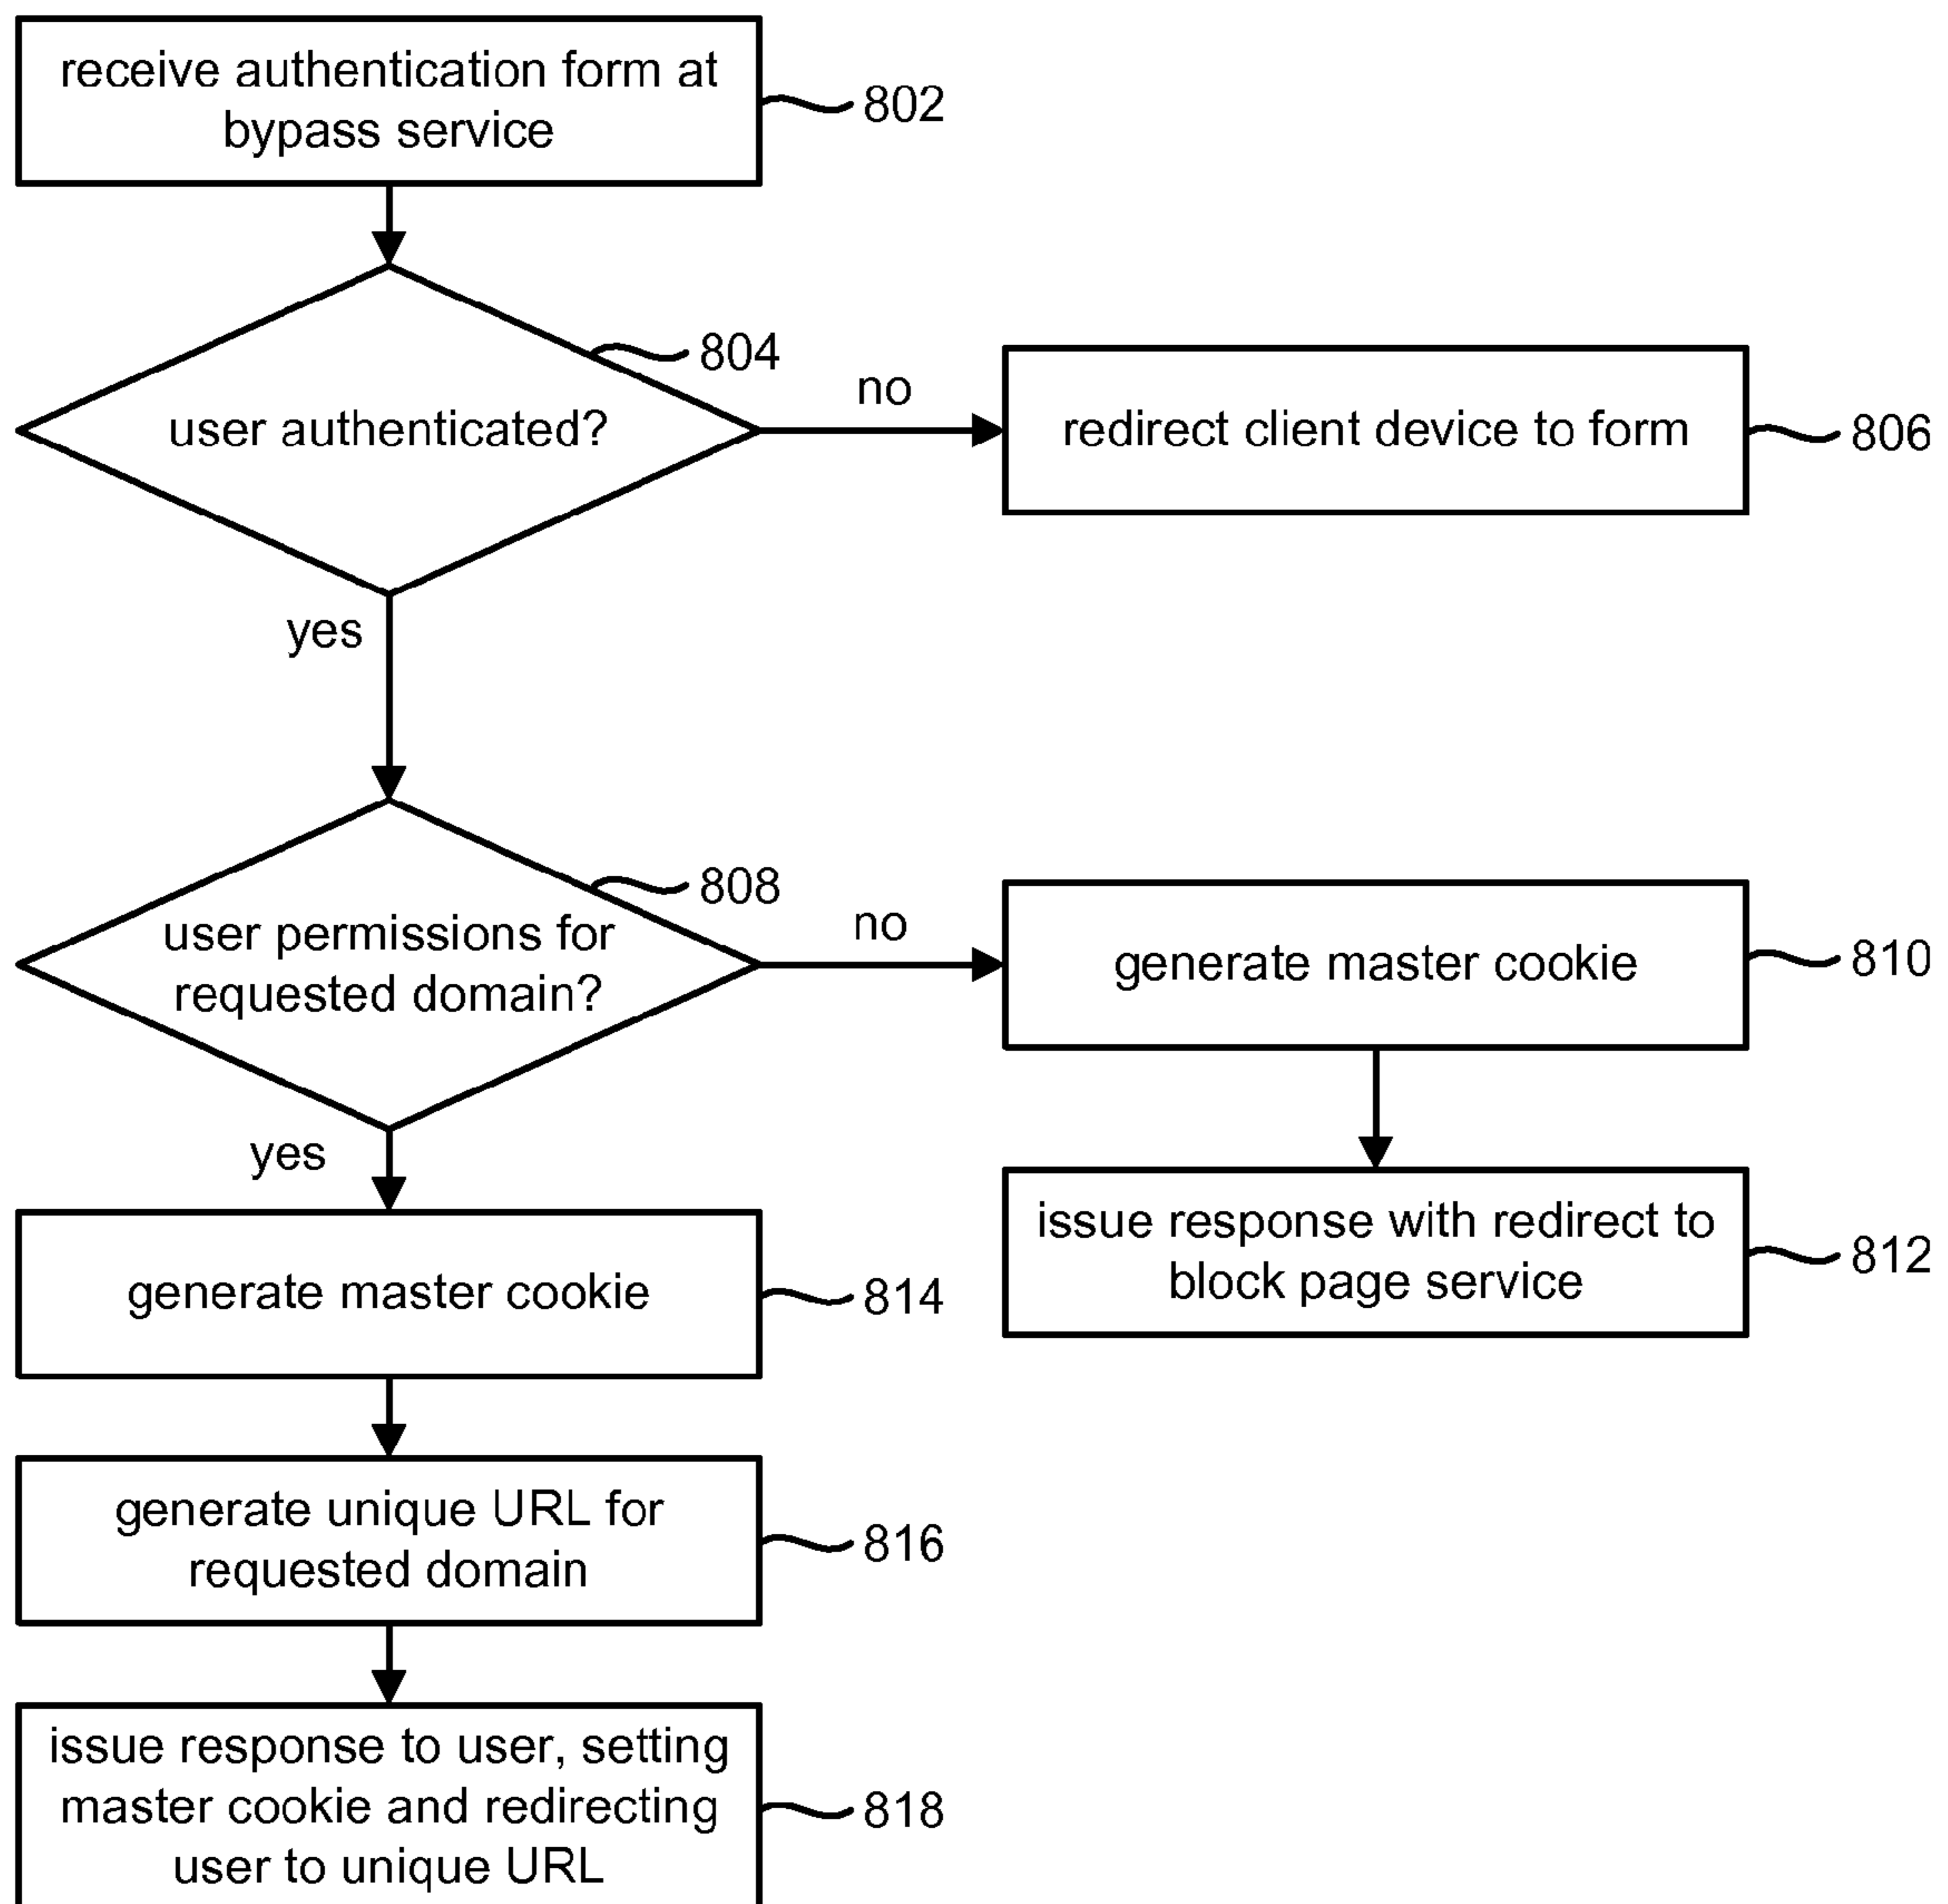 receive authentication form at
bypass service
802
804
user authenticated?
no
redirect client device to form
806
yes
808
user permissions for
requested domain?
no
generate master cookie
810
yes
issue response with redirect to
block page service
812
generate master cookie
814
generate unique URL for
requested domain
816
issue response to user, setting
master cookie and redirecting
user to unique URL
818